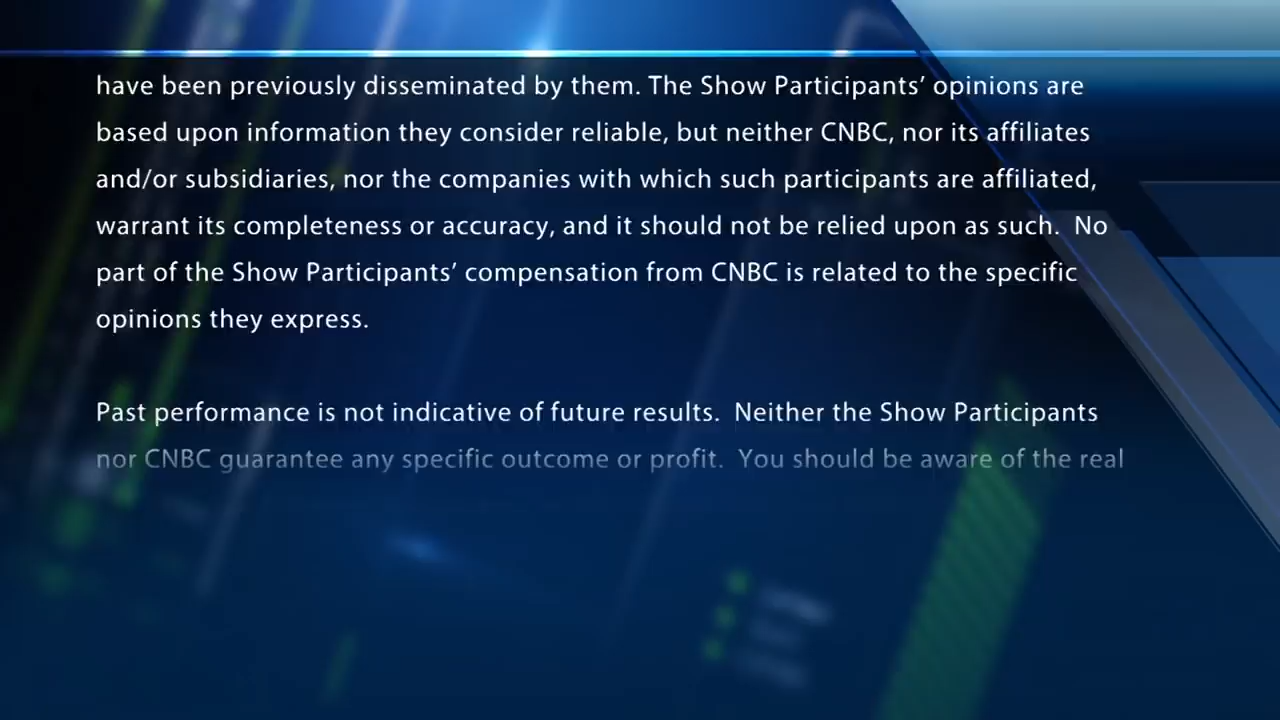 have been previously disseminated by them. The Show Participants’ opinions are
based upon information they consider reliable, but neither CNBC, nor its affiliates
and/or subsidiaries, nor the companies with which such participants are affiliated,
warrant its completeness or accuracy, and it should not be relied upon as such.  No
part of the Show Participants’ compensation from CNBC is related to the specific
opinions they express.
Past performance is not indicative of future results.  Neither the Show Participants
nor CNBC guarantee any specific outcome or profit.  You should be aware of the real